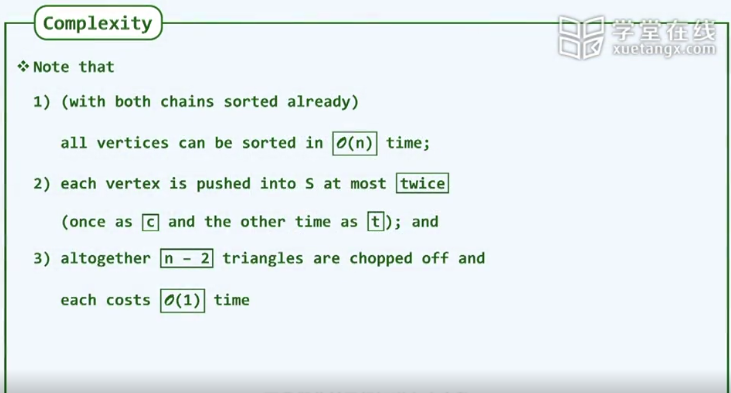 Complexity
学堂在线
xuetangx.com
❖Note that
1) (with both chains sorted already)
all vertices can be sorted in 𝒪(n) time;
2) each vertex is pushed into S at most twice
(once as c and the other time as t); and
3) altogether n – 2 triangles are chopped off and
each costs 𝒪(1) time